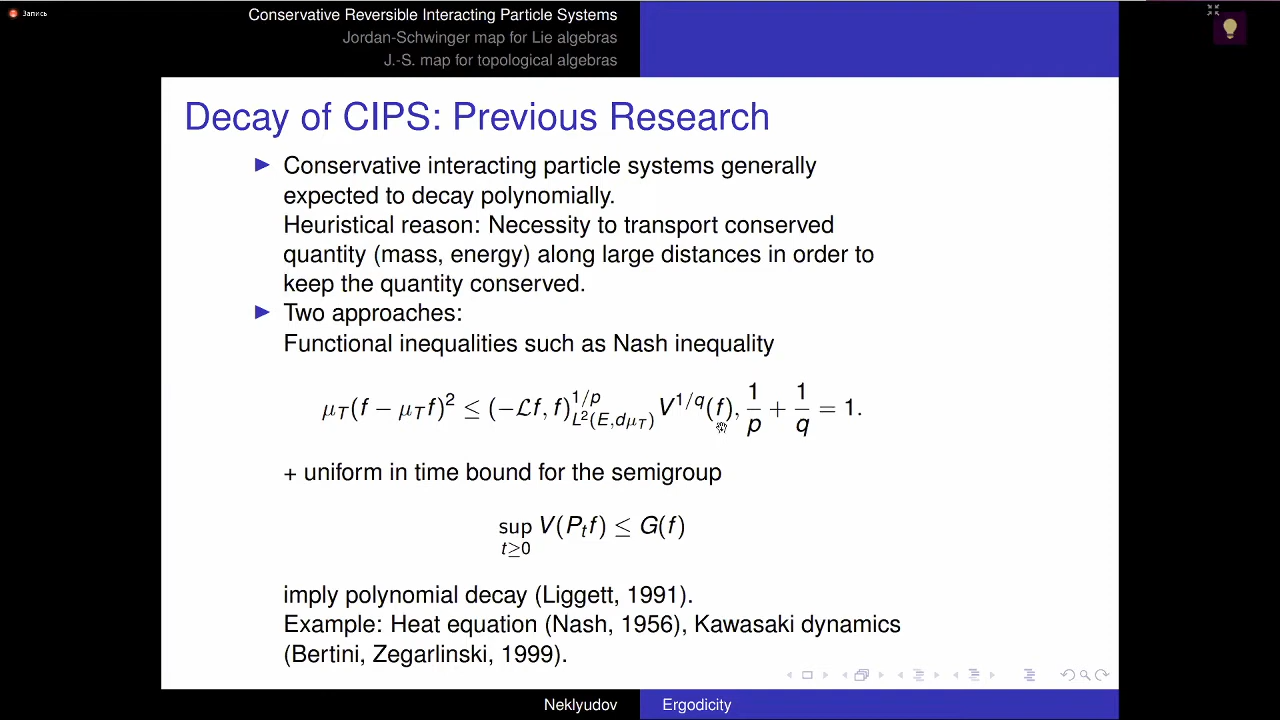 Запись
Conservative Reversible Interacting Particle Systems
Jordan-Schwinger map for Lie algebras
J.-S. map for topological algebras
Decay of CIPS: Previous Research
Conservative interacting particle systems generally
expected to decay polynomially.
Heuristical reason: Necessity to transport conserved
quantity (mass, energy) along large distances in order to
keep the quantity conserved.
Two approaches:
Functional inequalities such as Nash inequality
μ_T(f − μ_T f)² ≤ (−ℒf, f)^{1/p}_{L²(E,dμ_T)} V^{1/q}(f), 1/p + 1/q = 1.
+ uniform in time bound for the semigroup
sup_{t≥0} V(P_t f) ≤ G(f)
imply polynomial decay (Liggett, 1991).
Example: Heat equation (Nash, 1956), Kawasaki dynamics
(Bertini, Zegarlinski, 1999).
Neklyudov Ergodicity